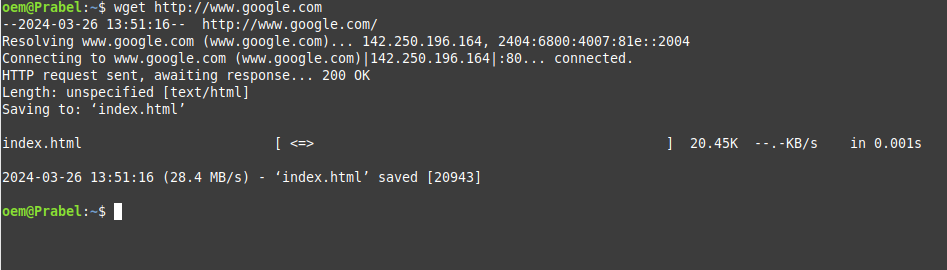 oem@Prabel:~$ wget http://www.google.com
--2024-03-26 13:51:16--  http://www.google.com/
Resolving www.google.com (www.google.com)... 142.250.196.164, 2404:6800:4007:81e::2004
Connecting to www.google.com (www.google.com)|142.250.196.164|:80... connected.
HTTP request sent, awaiting response... 200 OK
Length: unspecified [text/html]
Saving to: ‘index.html’
index.html                        [ <=>                                            ]  20.45K  --.-KB/s    in 0.001s
2024-03-26 13:51:16 (28.4 MB/s) - ‘index.html’ saved [20943]
oem@Prabel:~$